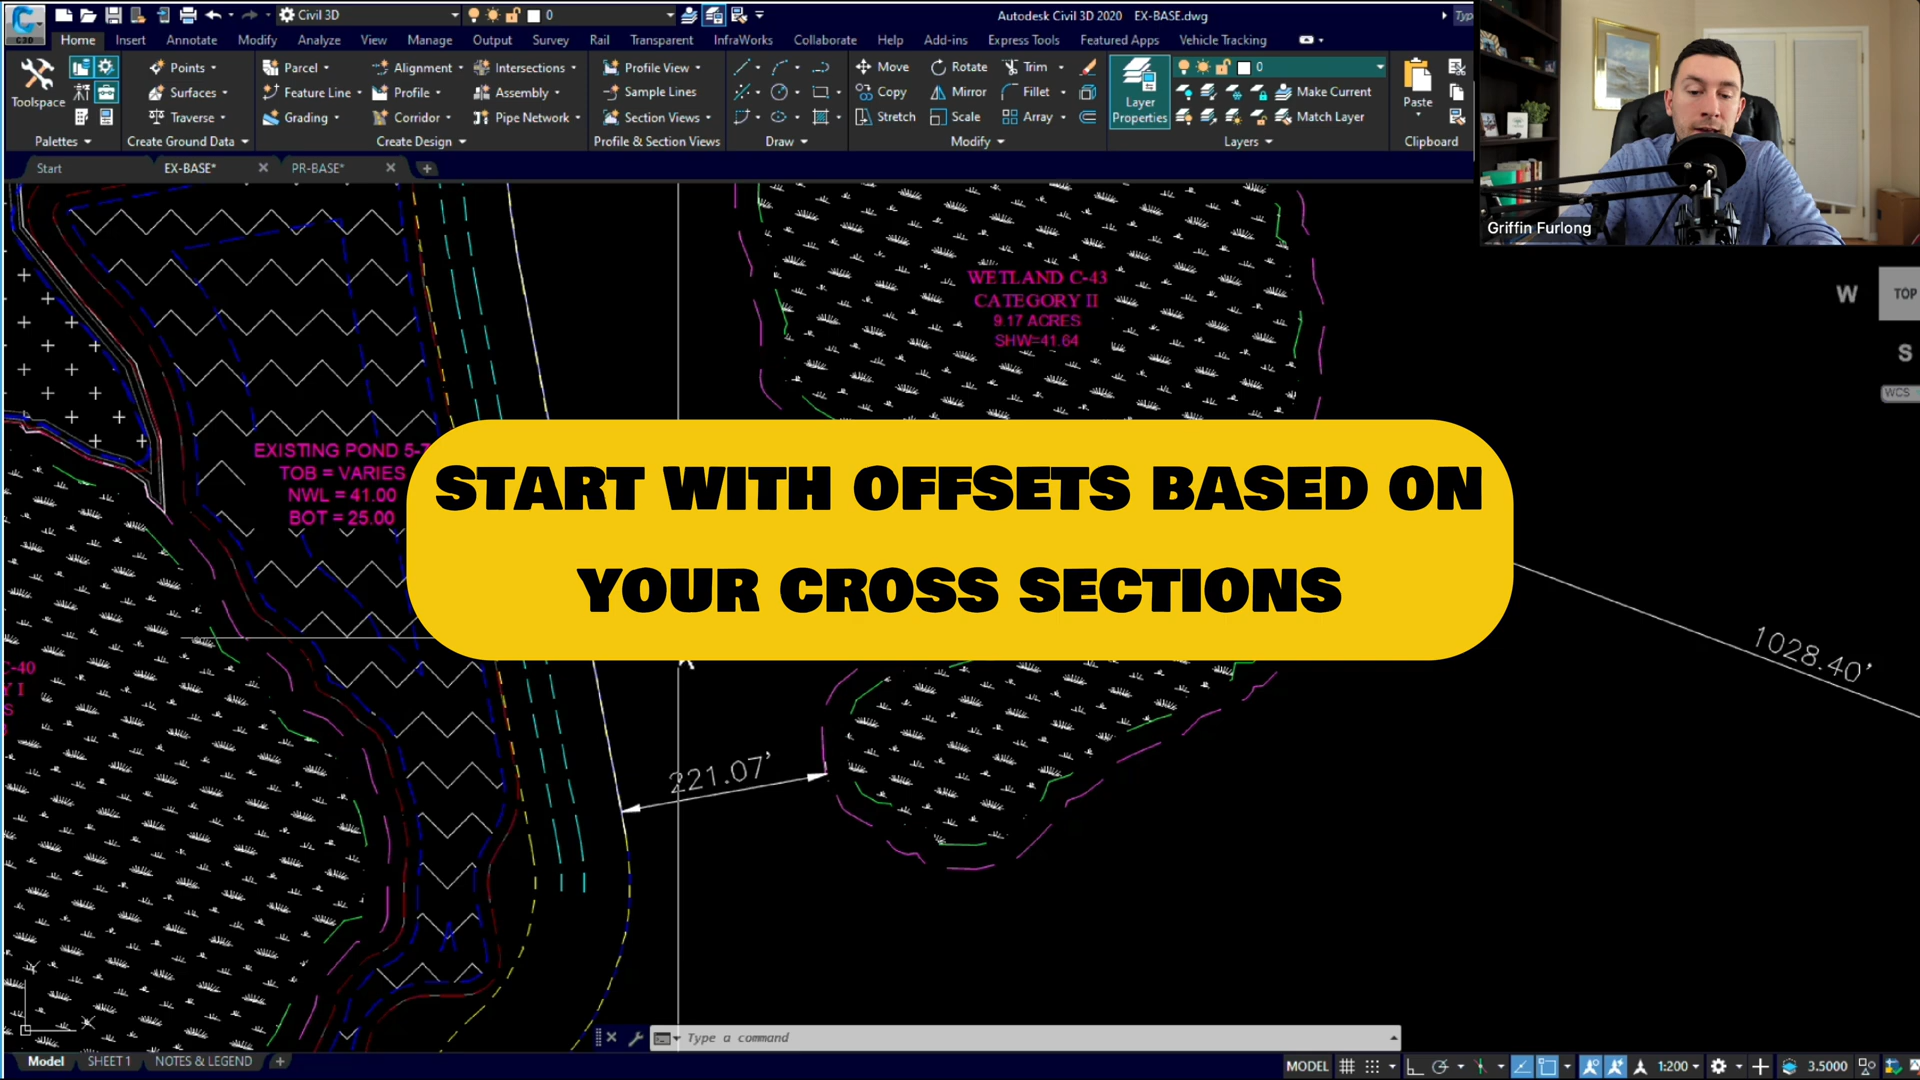 Civil 3D
0
Autodesk Civil 3D 2020 EX-BASE.dwg
C3D
Home Insert Annotate Modify Analyze View Manage Output Survey Rail Transparent InfraWorks Collaborate Help Add-ins Express Tools Featured Apps Vehicle Tracking
Toolspace
Points
Surfaces
Traverse
Parcel
Feature Line
Grading
Alignment
Profile
Corridor
Intersections
Assembly
Pipe Network
Profile View
Sample Lines
Section Views
Move
Copy
Stretch
Rotate
Mirror
Scale
Trim
Fillet
Array
Layer
Properties
0
Make Current
Match Layer
Paste
Palettes
Create Ground Data
Create Design
Profile & Section Views
Draw
Modify
Layers
Clipboard
Start
EX-BASE*
PR-BASE*
Griffin Furlong
W
TOP
S
WCS
WETLAND C-43
CATEGORY II
9.17 ACRES
SHW=41.64
TOB = VARIES
NWL = 41.00
BOT = 25.00
START WITH OFFSETS BASED ON
YOUR CROSS SECTIONS
1028.40'
221.07'
Type a command
Model
SHEET 1
NOTES & LEGEND
MODEL
1:200
3.5000